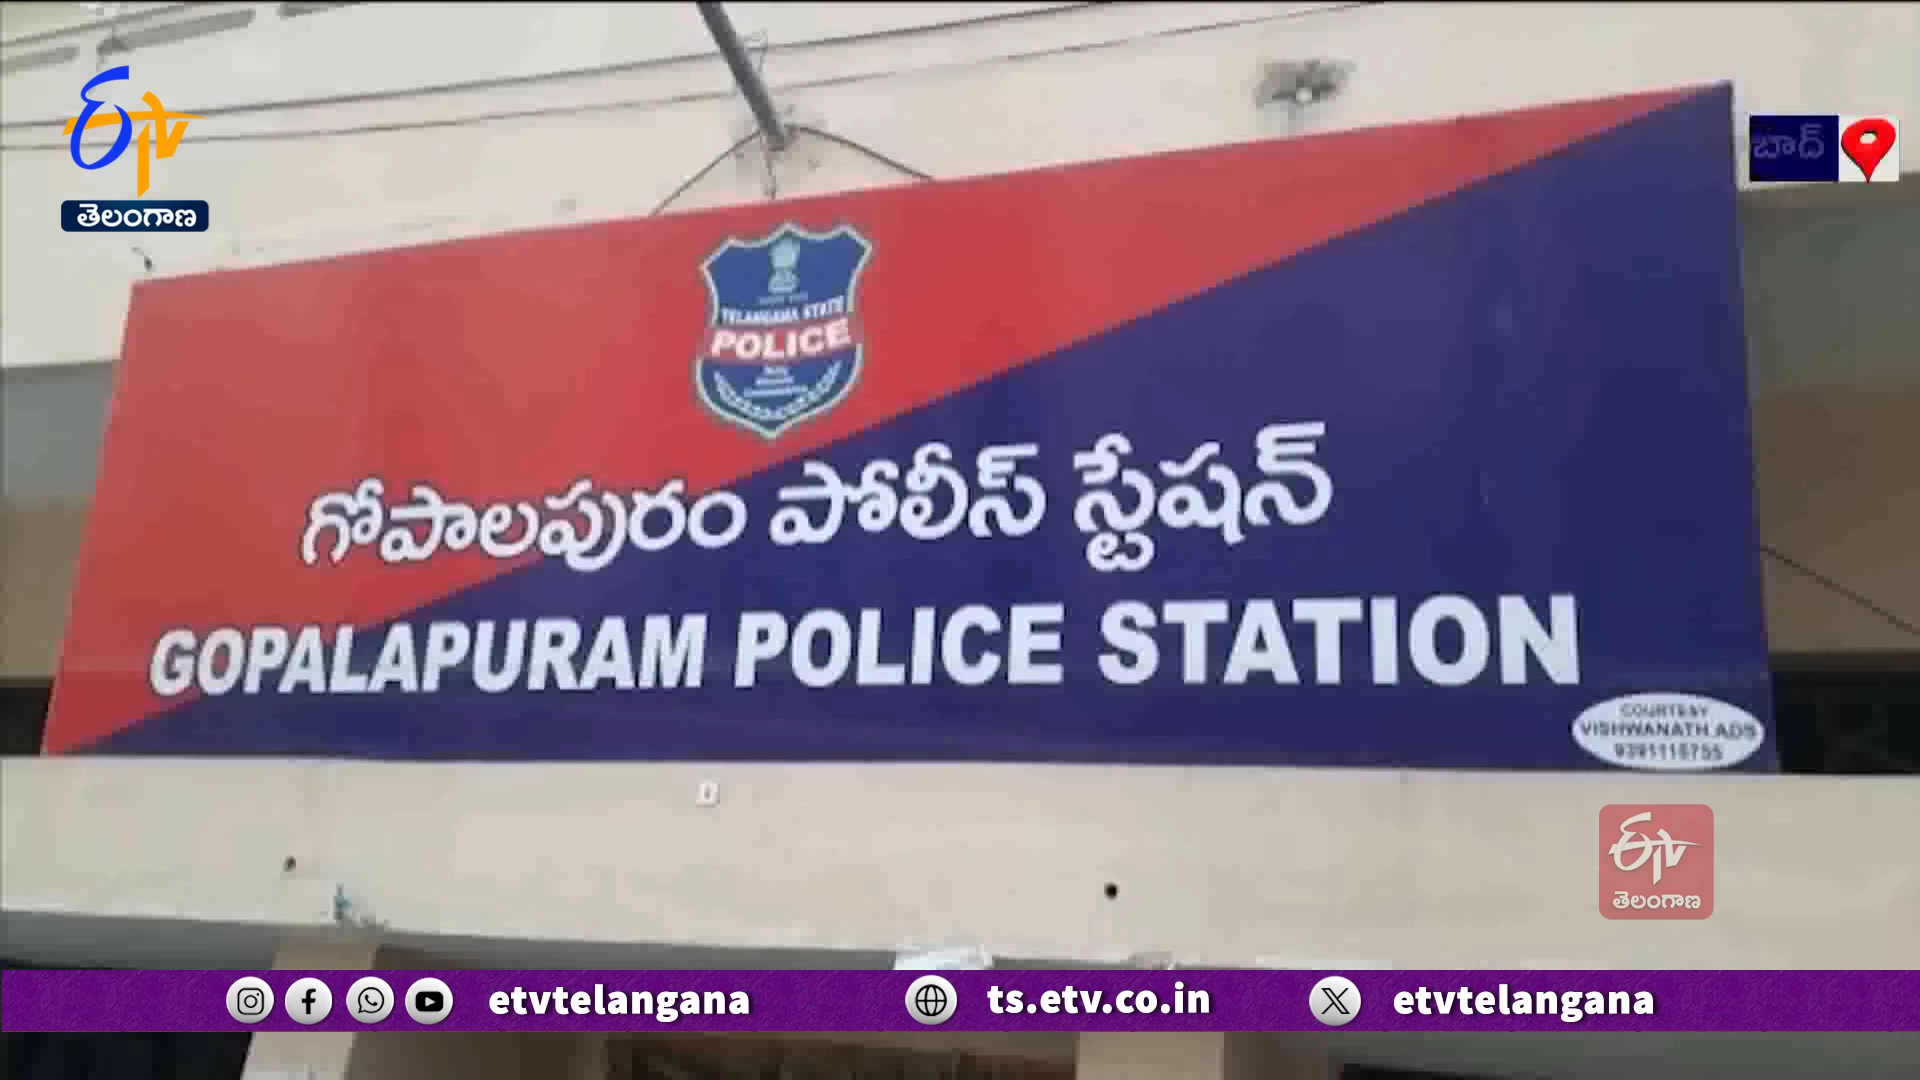 ETV
తెలంగాణ
బాద్
TELANGANA STATE
POLICE
గోపాలపురం పోలీస్ స్టేషన్
GOPALAPURAM POLICE STATION
COURTESY
VISHWANATH ADS
ETV
తెలంగాణ
etvtelangana
ts.etv.co.in
etvtelangana